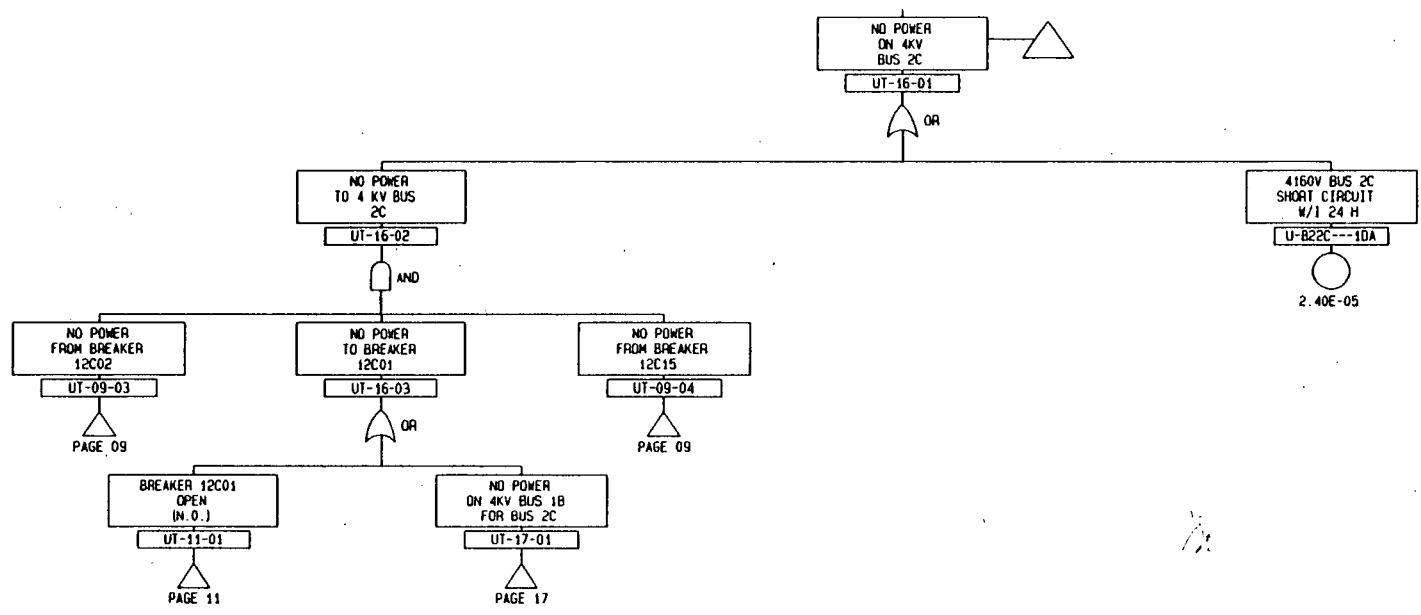 NO POWER
ON 4KV
BUS 2C
UT-16-01
OR
NO POWER
TO 4 KV BUS
2C
UT-16-02
AND
4160V BUS 2C
SHORT CIRCUIT
W/I 24 H
U-B22C---1DA
2.40E-05
NO POWER
FROM BREAKER
12C02
UT-09-03
PAGE 09
NO POWER
TO BREAKER
12C01
UT-16-03
OR
NO POWER
FROM BREAKER
12C15
UT-09-04
PAGE 09
BREAKER 12C01
OPEN
(N.O.)
UT-11-01
PAGE 11
NO POWER
ON 4KV BUS 1B
FOR BUS 2C
UT-17-01
PAGE 17